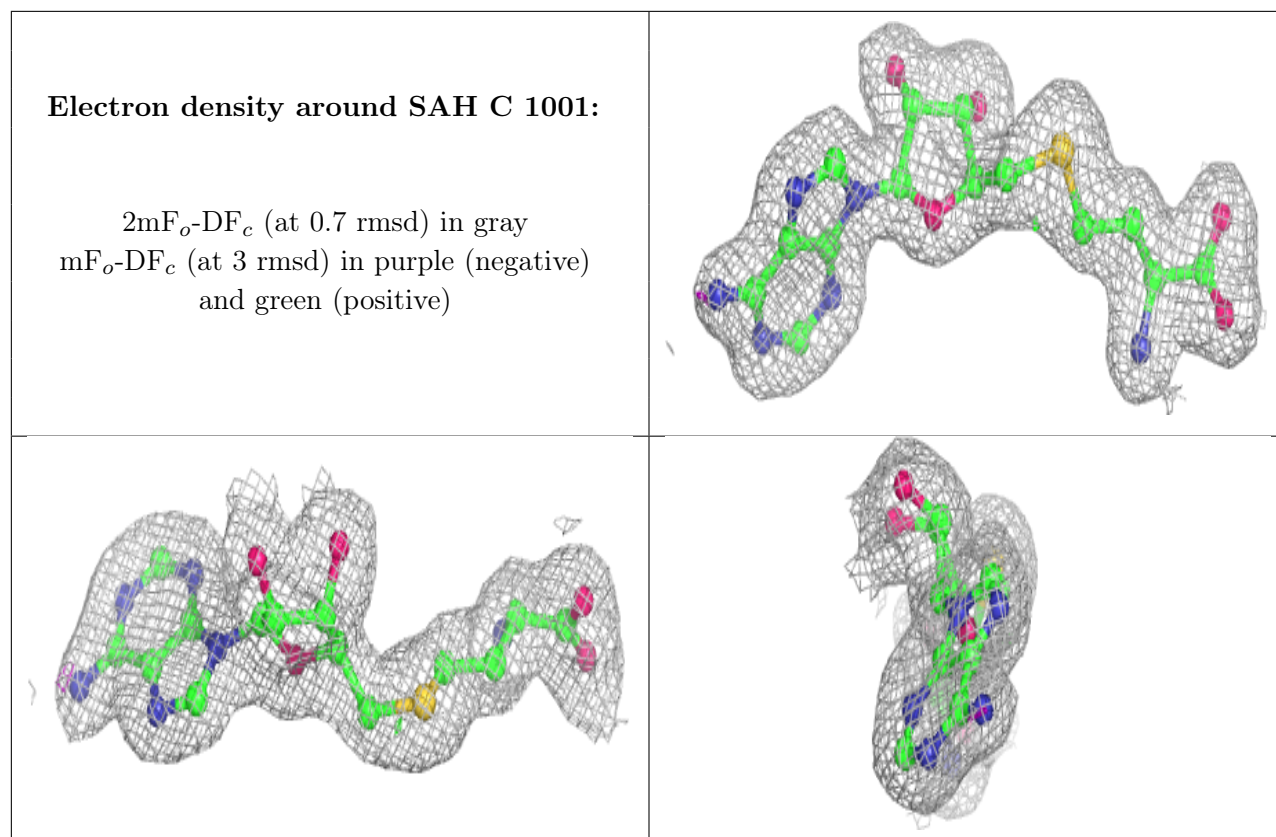 Electron density around SAH C 1001:
2mFo-DFc (at 0.7 rmsd) in gray
mFo-DFc (at 3 rmsd) in purple (negative)
and green (positive)